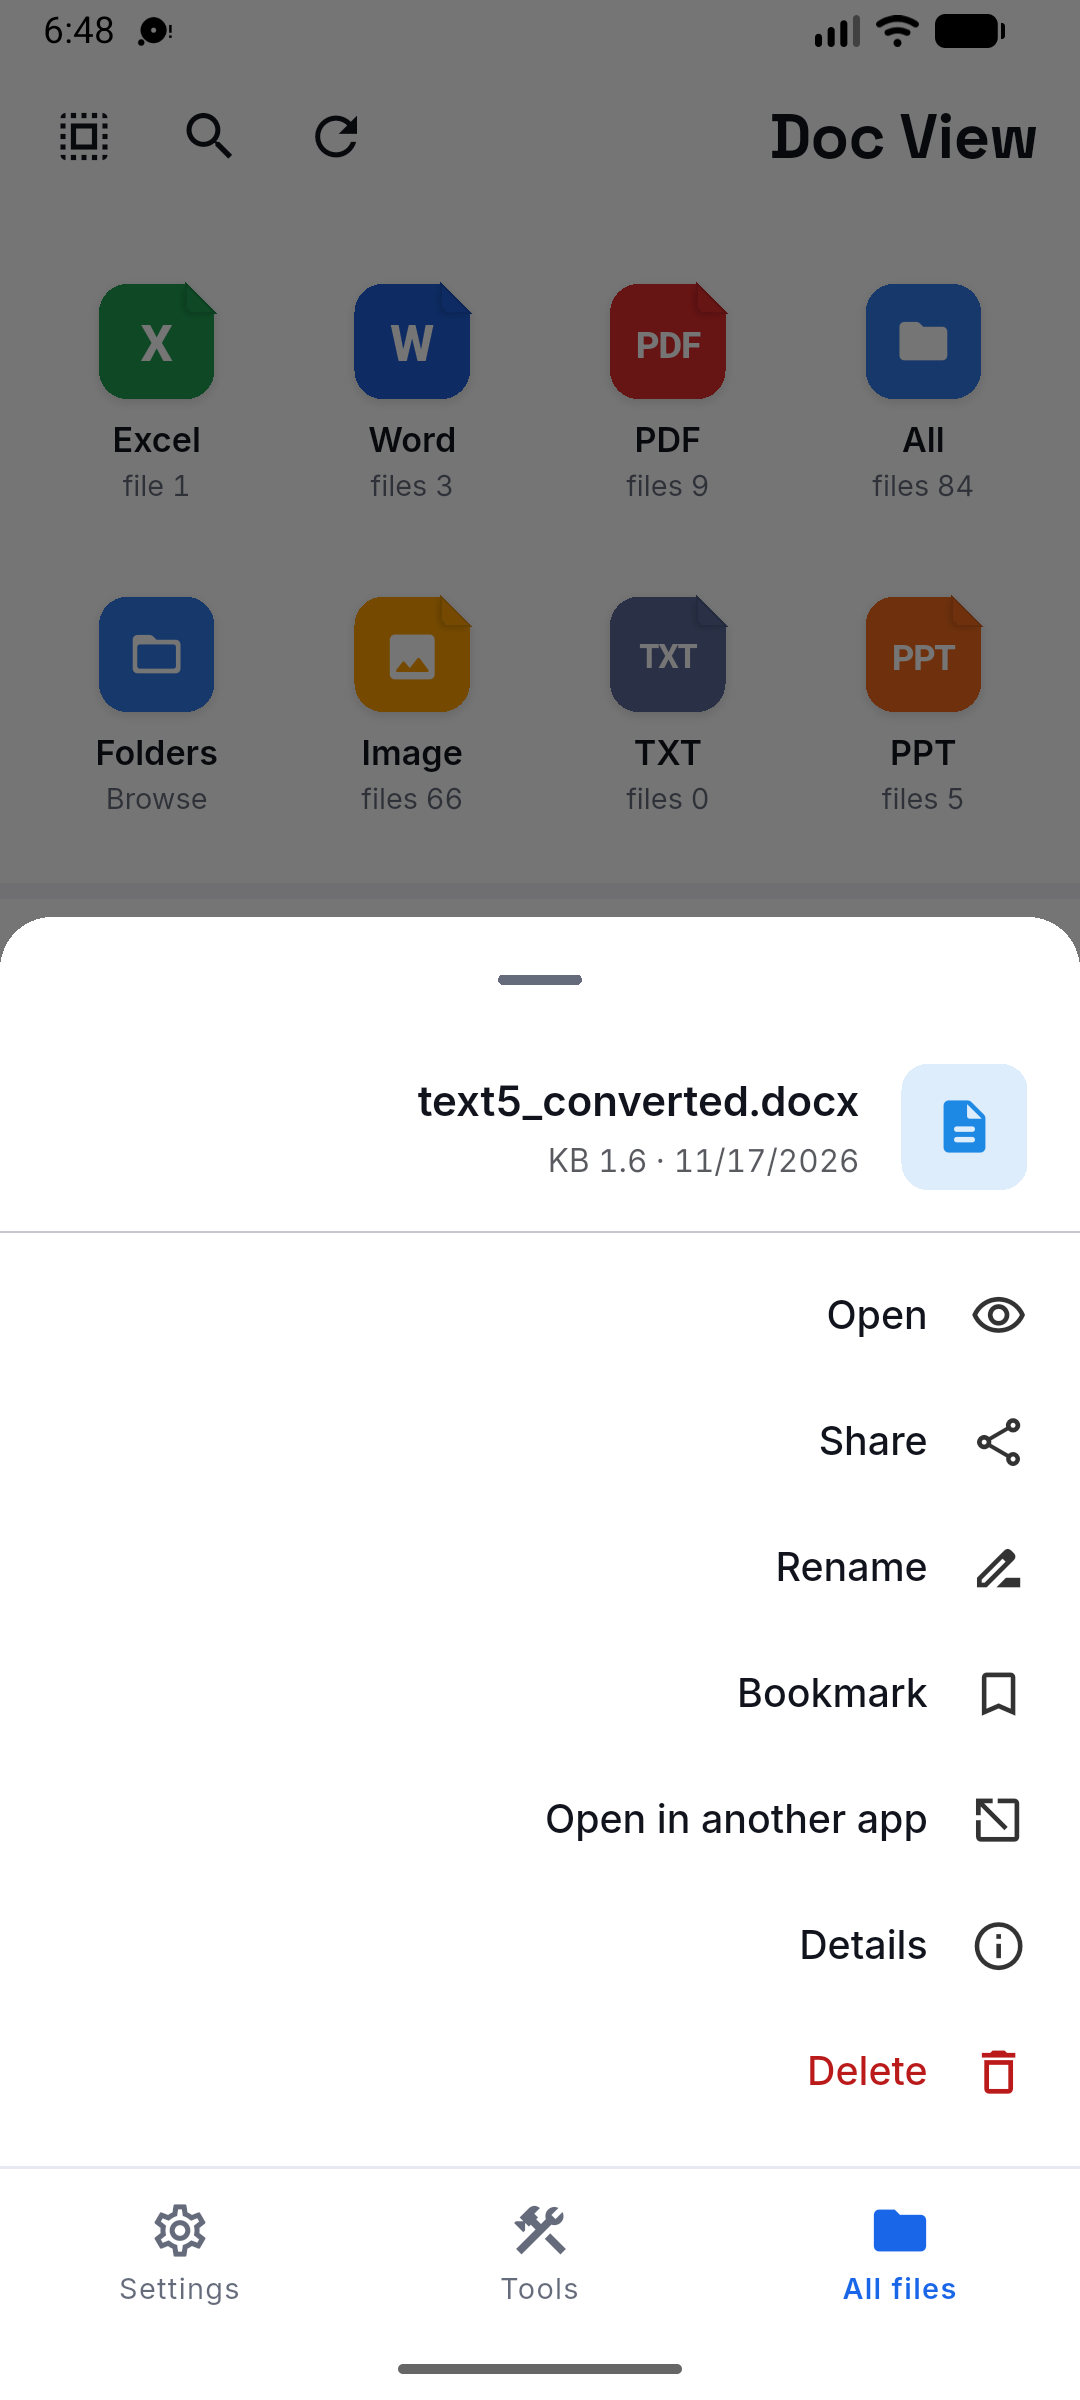 6:48
Doc View
X
W
PDF
Excel
Word
PDF
All
file 1
files 3
files 9
files 84
TXT
PPT
Folders
Image
TXT
PPT
Browse
files 66
files 0
files 5
text5_converted.docx
KB 1.6 · 11/17/2026
Open
Share
Rename
Bookmark
Open in another app
Details
Delete
Settings
Tools
All files